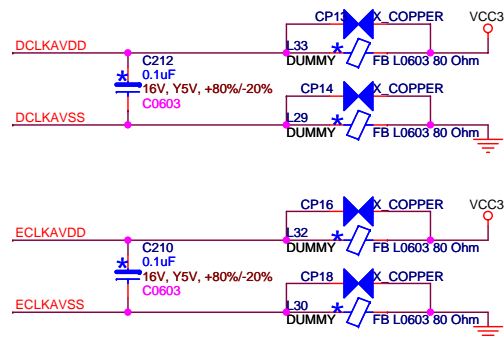 CP13 X_COPPER VCC3
DCLKAVDD L33
C212 DUMMY FB L0603 80 Ohm
0.1uF
16V, Y5V, +80%/-20% CP14 X_COPPER
C0603
DCLKAVSS L29
DUMMY FB L0603 80 Ohm
CP16 X_COPPER VCC3
ECLKAVDD L32
C210 DUMMY FB L0603 80 Ohm
0.1uF
16V, Y5V, +80%/-20% CP18 X_COPPER
C0603
ECLKAVSS L30
DUMMY FB L0603 80 Ohm